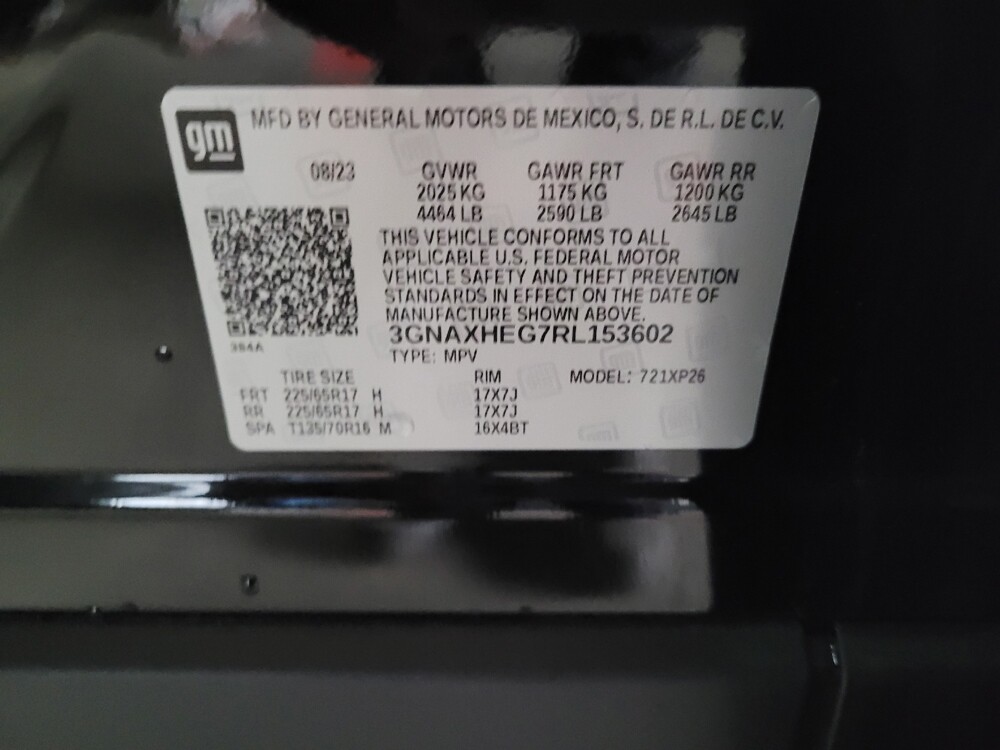 gm
MFD BY GENERAL MOTORS DE MEXICO, S. DE R.L. DE C.V.
08/23 GVWR GAWR FRT GAWR RR
2025 KG 1175 KG 1200 KG
4464 LB 2590 LB 2645 LB
THIS VEHICLE CONFORMS TO ALL
APPLICABLE U.S. FEDERAL MOTOR
VEHICLE SAFETY AND THEFT PREVENTION
STANDARDS IN EFFECT ON THE DATE OF
MANUFACTURE SHOWN ABOVE.
3GNAXHEG7RL153602
384A
TYPE: MPV
TIRE SIZE RIM MODEL: 721XP26
FRT 225/65R17 H 17X7J
RR 225/65R17 H 17X7J
SPA T135/70R16 M 16X4BT